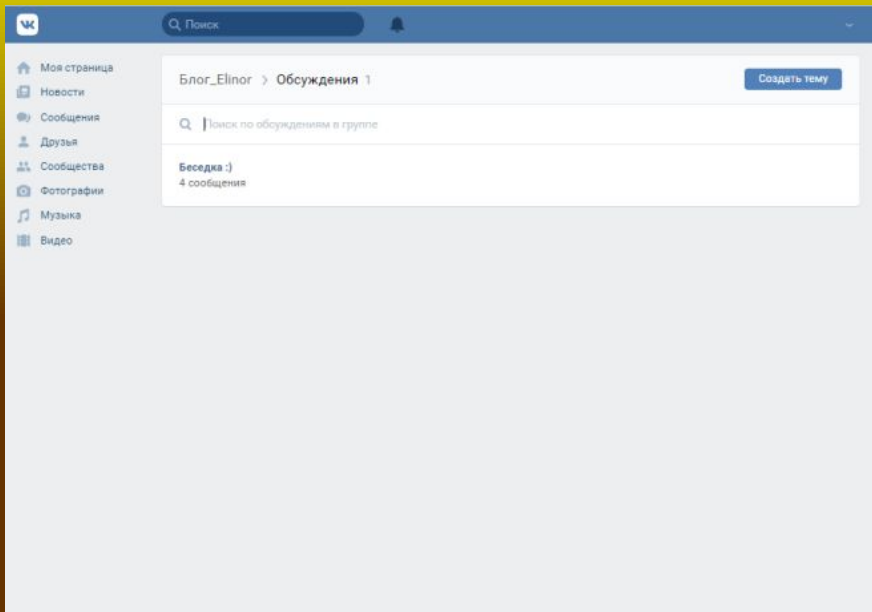 Поиск
Моя страница
Новости
Сообщения
Друзья
Сообщества
Фотографии
Музыка
Видео
Блог_Elinor > Обсуждения 1
Создать тему
Поиск по обсуждениям в группе
Беседка :)
4 сообщения